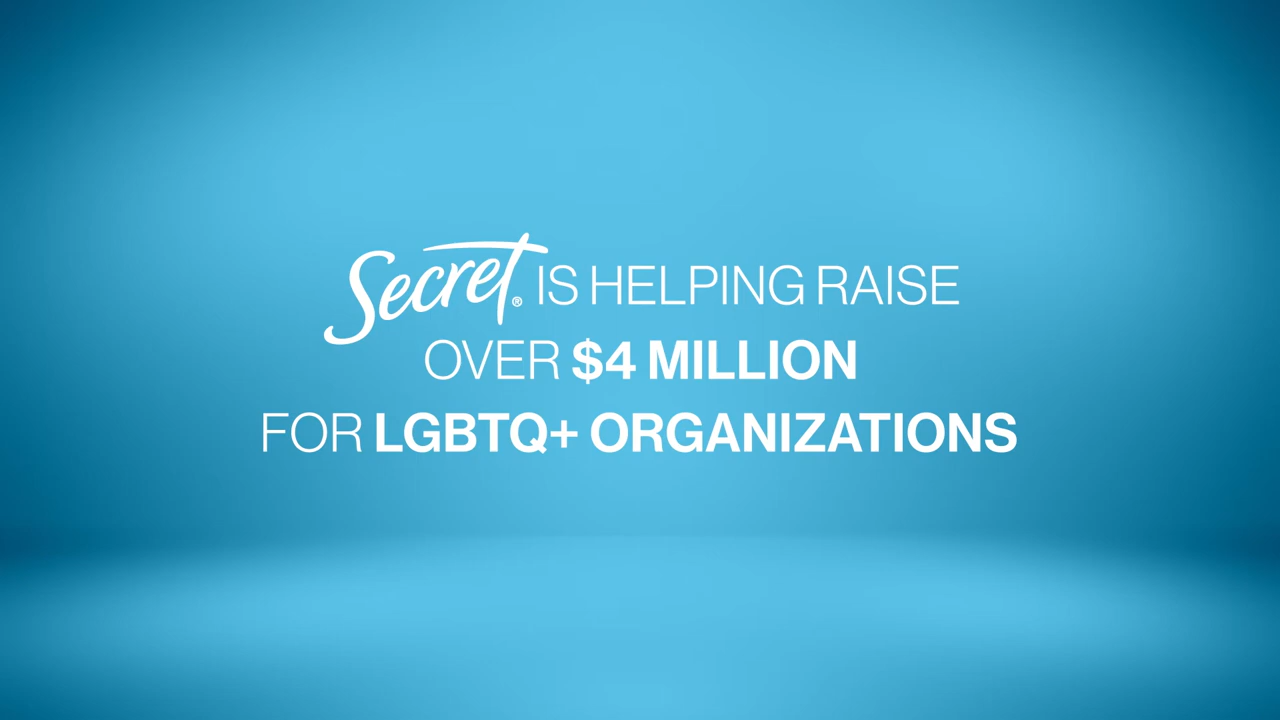 Secret® IS HELPING RAISE
OVER $4 MILLION
FOR LGBTQ+ ORGANIZATIONS